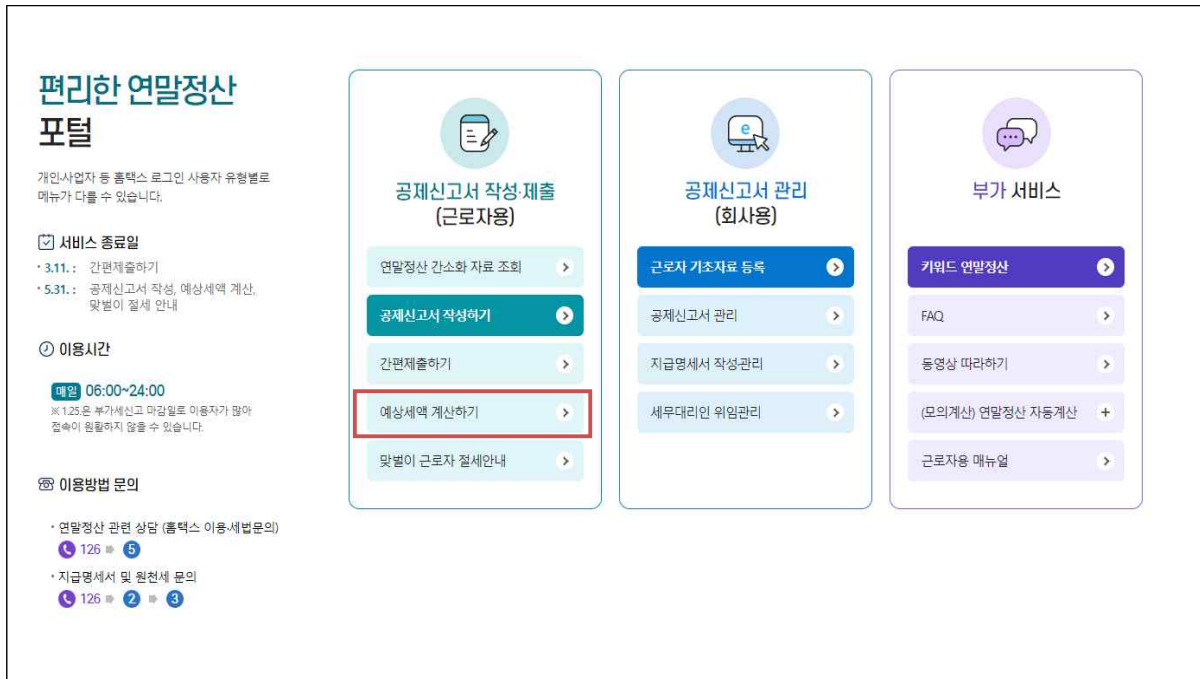 편리한 연말정산
포털
개인사업자 등 홈택스 로그인 사용자 유형별로
메뉴가 다를 수 있습니다.
서비스 종료일
• 3.11. : 간편제출하기
• 5.31. : 공제신고서 작성, 예상세액 계산,
맞벌이 절세 안내
이용시간
매일 06:00~24:00
※ 1.25.은 부가세신고 마감일로 이용자가 많아
접속이 원활하지 않을 수 있습니다.
이용방법 문의
• 연말정산 관련 상담 (홈택스 이용·세법문의)
126 5
• 지급명세서 및 원천세 문의
126 2 3
공제신고서 작성·제출
(근로자용)
연말정산 간소화 자료 조회
공제신고서 작성하기
간편제출하기
예상세액 계산하기
맞벌이 근로자 절세안내
e
공제신고서 관리
(회사용)
근로자 기초자료 등록
공제신고서 관리
지급명세서 작성·관리
세무대리인 위임관리
부가 서비스
키워드 연말정산
FAQ
동영상 따라하기
(모의계산) 연말정산 자동계산 +
근로자용 매뉴얼